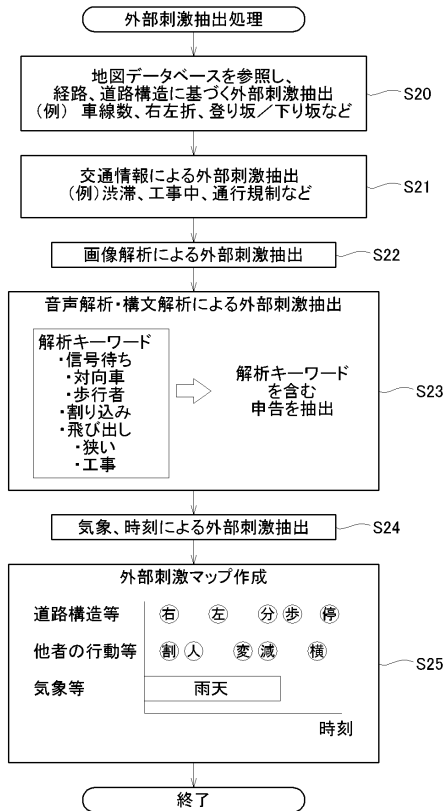 外部刺激抽出処理
地図データベースを参照し、
経路、道路構造に基づく外部刺激抽出
(例) 車線数、右左折、登り坂/下り坂など
S20
交通情報による外部刺激抽出
(例)渋滞、工事中、通行規制など
S21
画像解析による外部刺激抽出
S22
音声解析・構文解析による外部刺激抽出
解析キーワード
・信号待ち
・対向車
・歩行者
・割り込み
・飛び出し
・狭い
・工事
解析キーワード
を含む
申告を抽出
S23
気象、時刻による外部刺激抽出
S24
外部刺激マップ作成
道路構造等 右 左 分 歩 停
他者の行動等 割 人 変 減 横
気象等 雨天
時刻
S25
終了